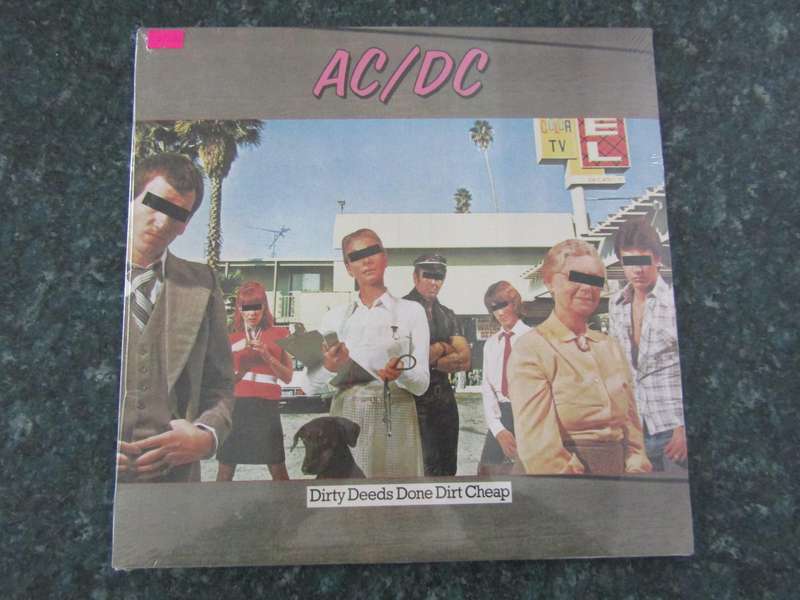 AC/DC
COLOR
TV
EL
Dirty Deeds Done Dirt Cheap